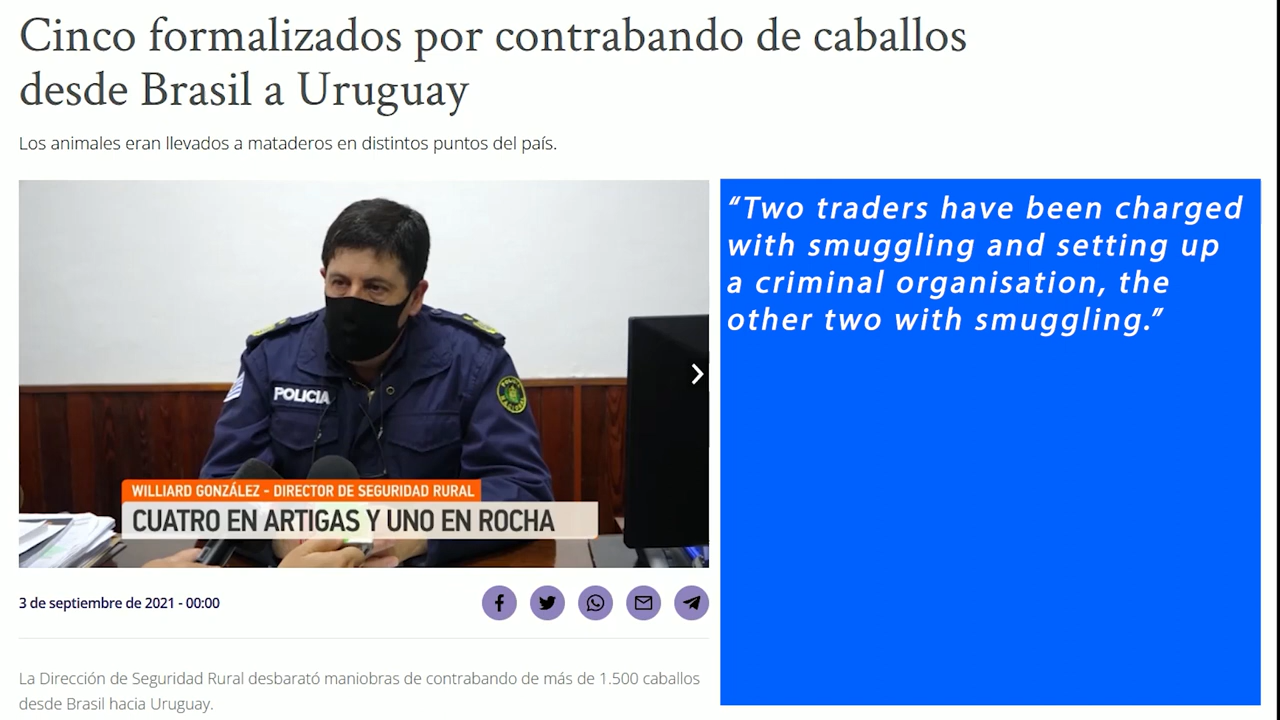 Cinco formalizados por contrabando de caballos
desde Brasil a Uruguay
Los animales eran llevados a mataderos en distintos puntos del país.
POLICIA
WILLIARD GONZÁLEZ - DIRECTOR DE SEGURIDAD RURAL
CUATRO EN ARTIGAS Y UNO EN ROCHA
“Two traders have been charged
with smuggling and setting up
a criminal organisation, the
other two with smuggling.”
3 de septiembre de 2021 - 00:00
La Dirección de Seguridad Rural desbarató maniobras de contrabando de más de 1.500 caballos
desde Brasil hacia Uruguay.